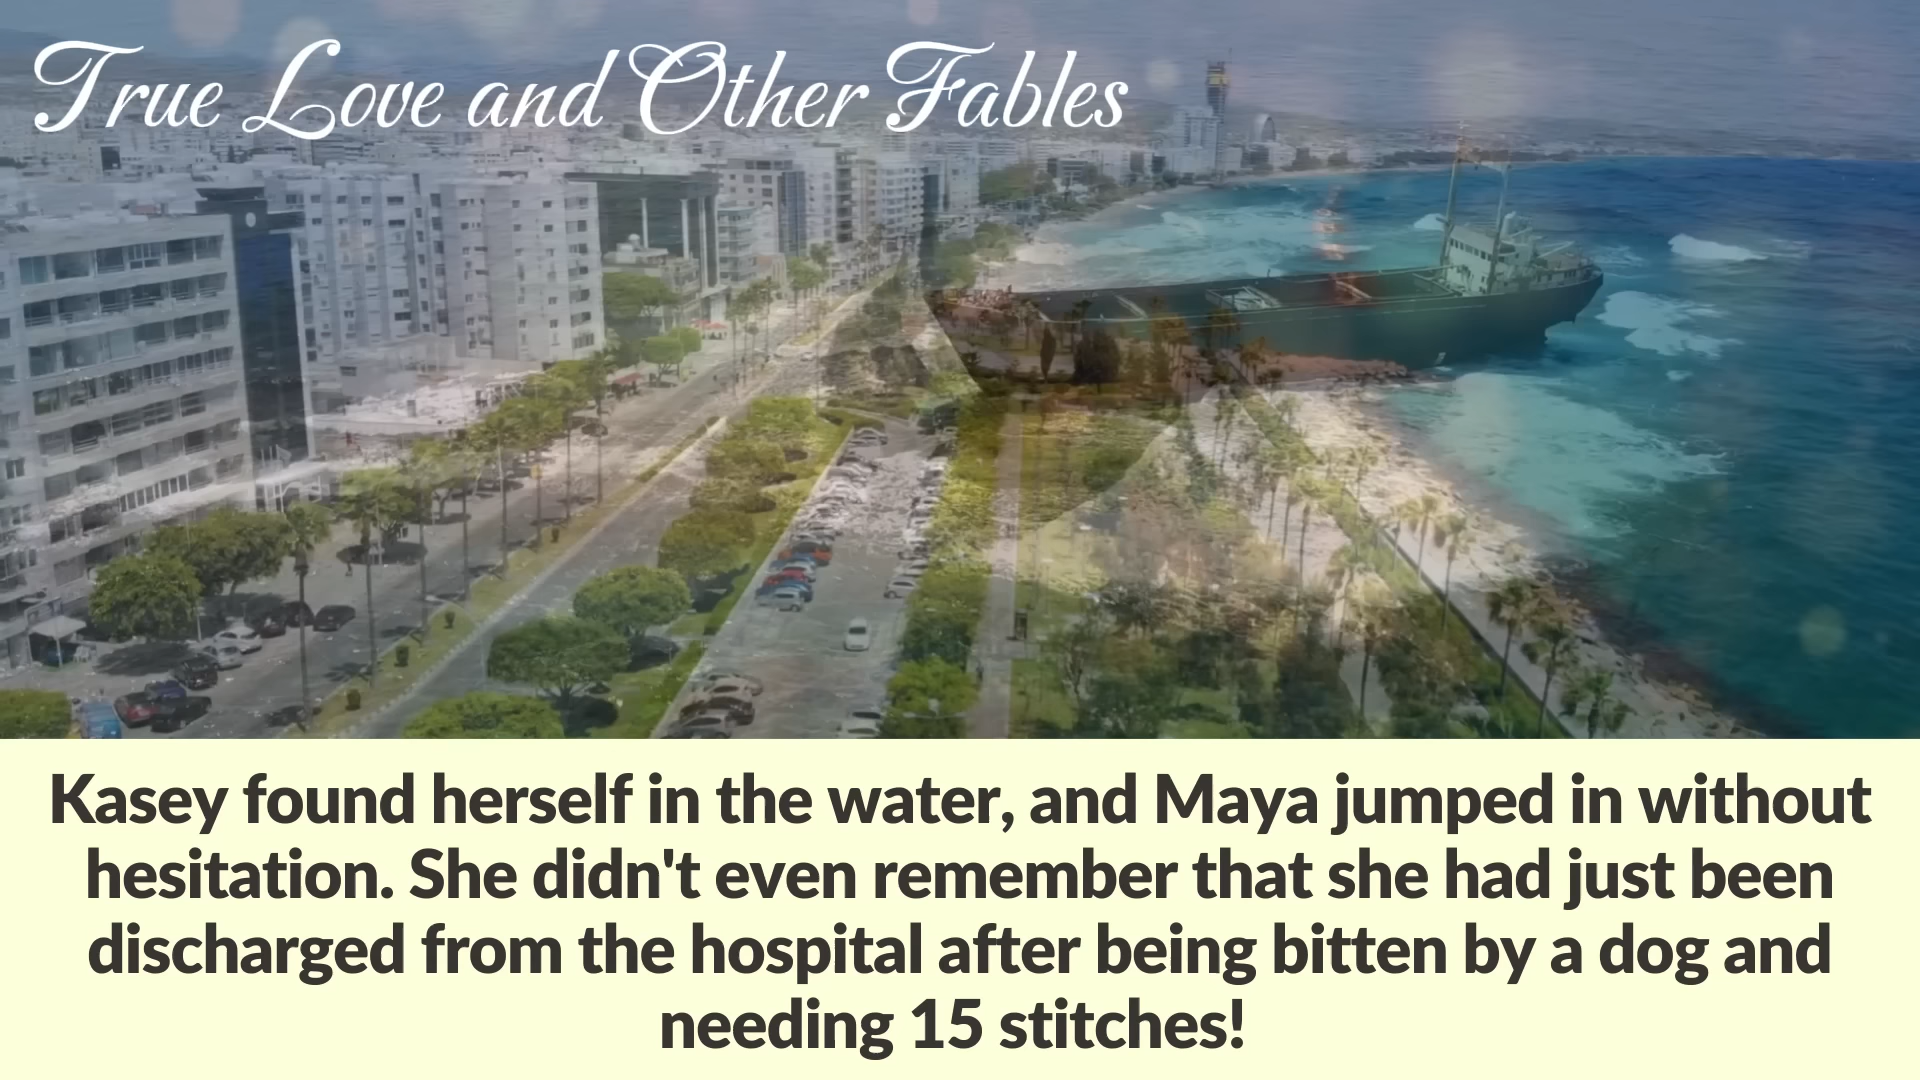 True Love and Other Fables
Kasey found herself in the water, and Maya jumped in without
hesitation. She didn't even remember that she had just been
discharged from the hospital after being bitten by a dog and
needing 15 stitches!